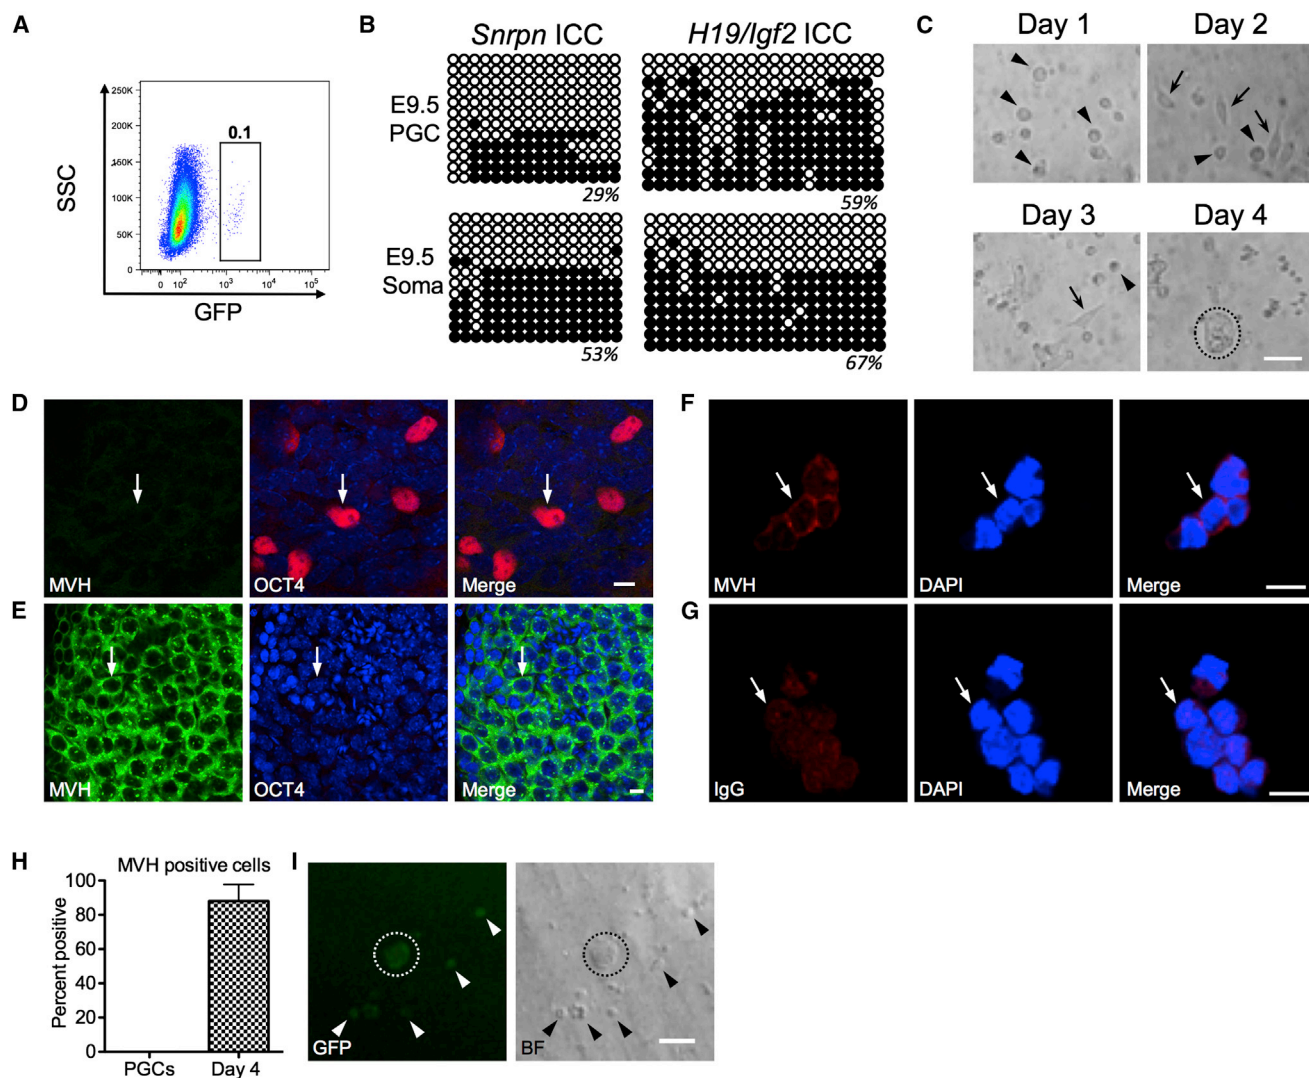 A
SSC
250K
200K
150K
100K
50K
0
0.1
0 10² 10³ 10⁴ 10⁵
GFP
B
Snrpn ICC
H19/Igf2 ICC
E9.5
PGC
29%
59%
E9.5
Soma
53%
67%
C
Day 1
Day 2
Day 3
Day 4
D
MVH
OCT4
Merge
E
MVH
OCT4
Merge
F
MVH
DAPI
Merge
G
IgG
DAPI
Merge
H
MVH positive cells
Percent positive
100
80
60
40
20
0
PGCs
Day 4
I
GFP
BF